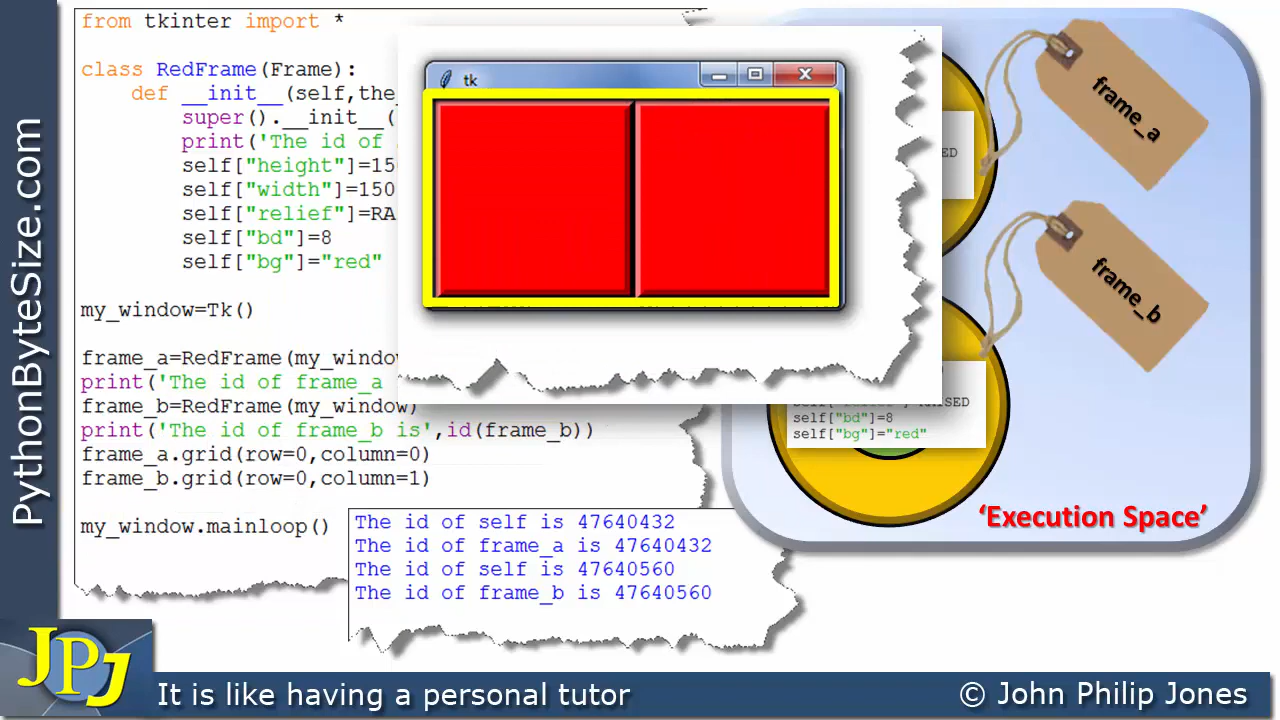 from tkinter import *
class RedFrame(Frame):
def __init__(self,the_
super().__init__(
print('The id of
self["height"]=15
self["width"]=150
self["relief"]=RA
self["bd"]=8
self["bg"]="red"
my_window=Tk()
frame_a=RedFrame(my_window
print('The id of frame_a
frame_b=RedFrame(my_window)
print('The id of frame_b is',id(frame_b))
frame_a.grid(row=0,column=0)
frame_b.grid(row=0,column=1)
my_window.mainloop()
tk
The id of self is 47640432
The id of frame_a is 47640432
The id of self is 47640560
The id of frame_b is 47640560
frame_a
frame_b
self["bd"]=8
self["bg"]="red"
'Execution Space'
PythonByteSize.com
JPJ
It is like having a personal tutor
© John Philip Jones